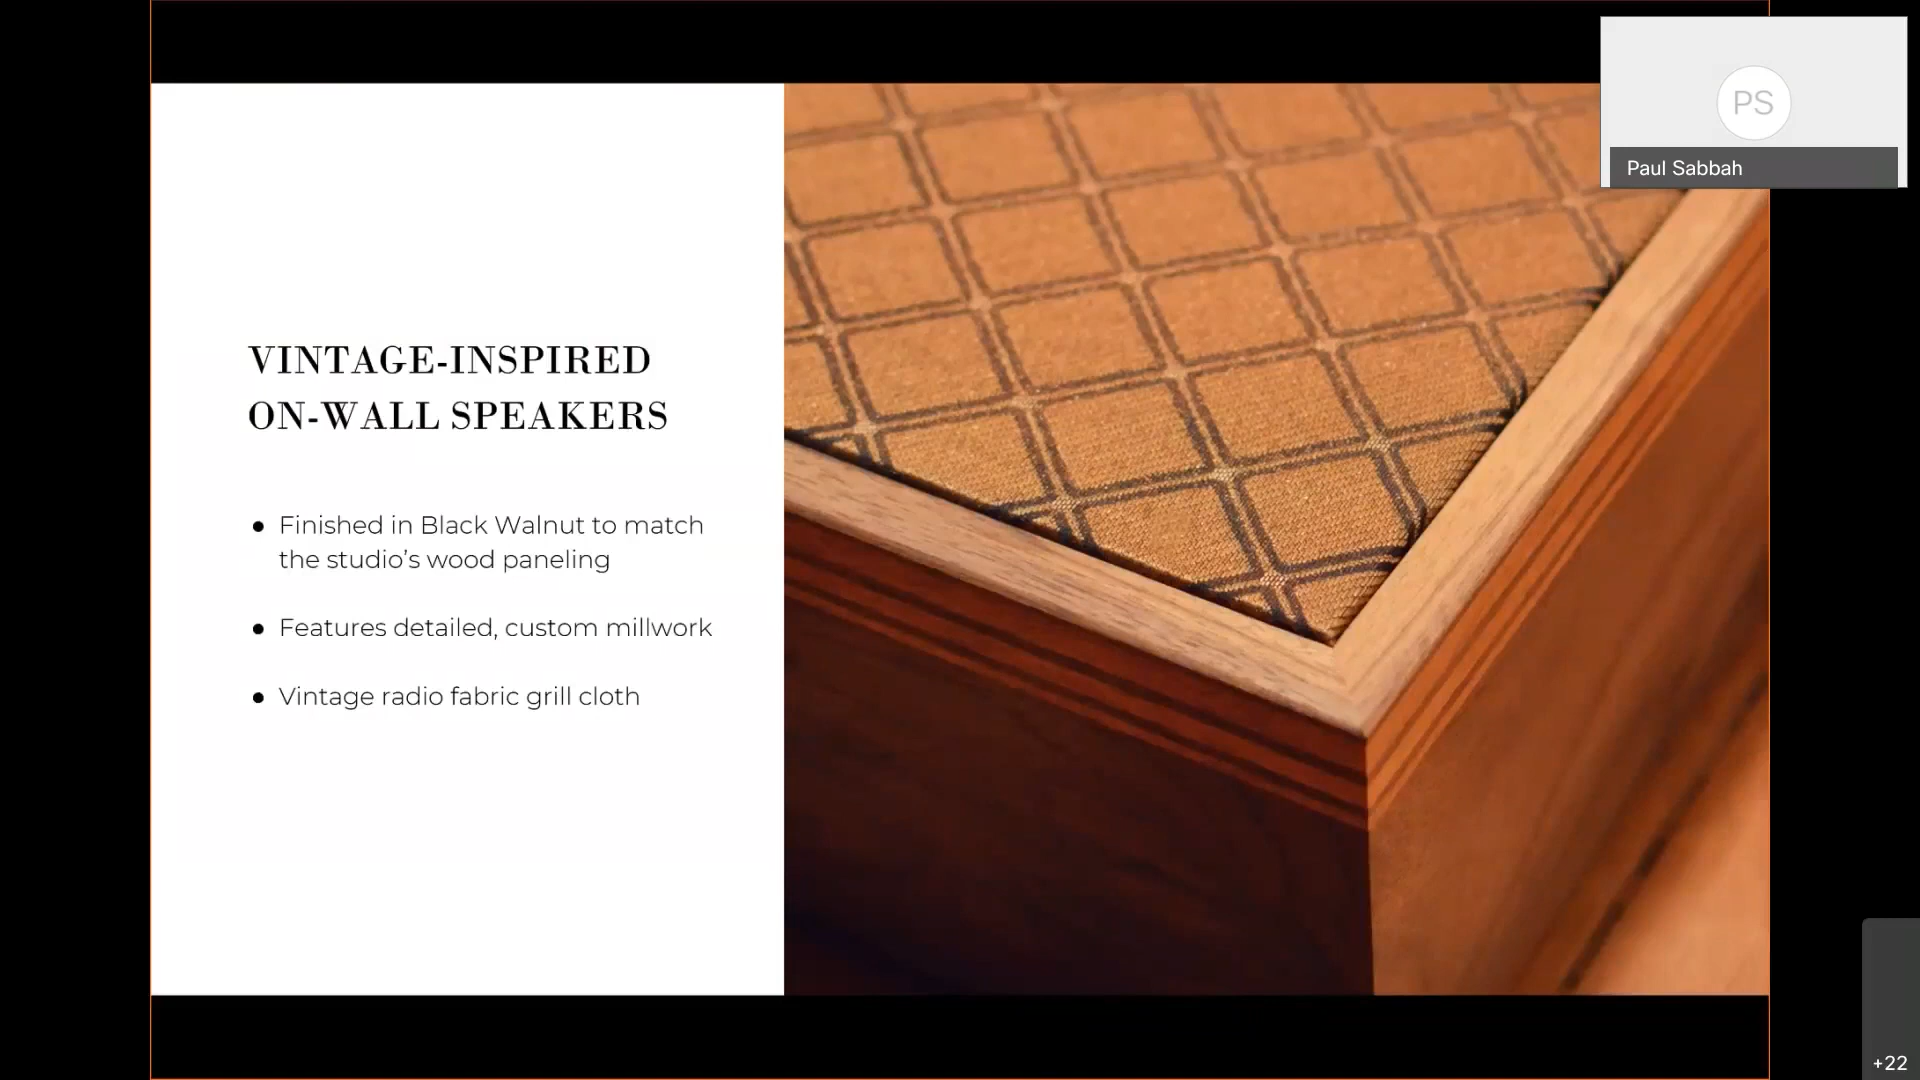 VINTAGE-INSPIRED
ON-WALL SPEAKERS
● Finished in Black Walnut to match
the studio’s wood paneling
● Features detailed, custom millwork
● Vintage radio fabric grill cloth
PS
Paul Sabbah
+22